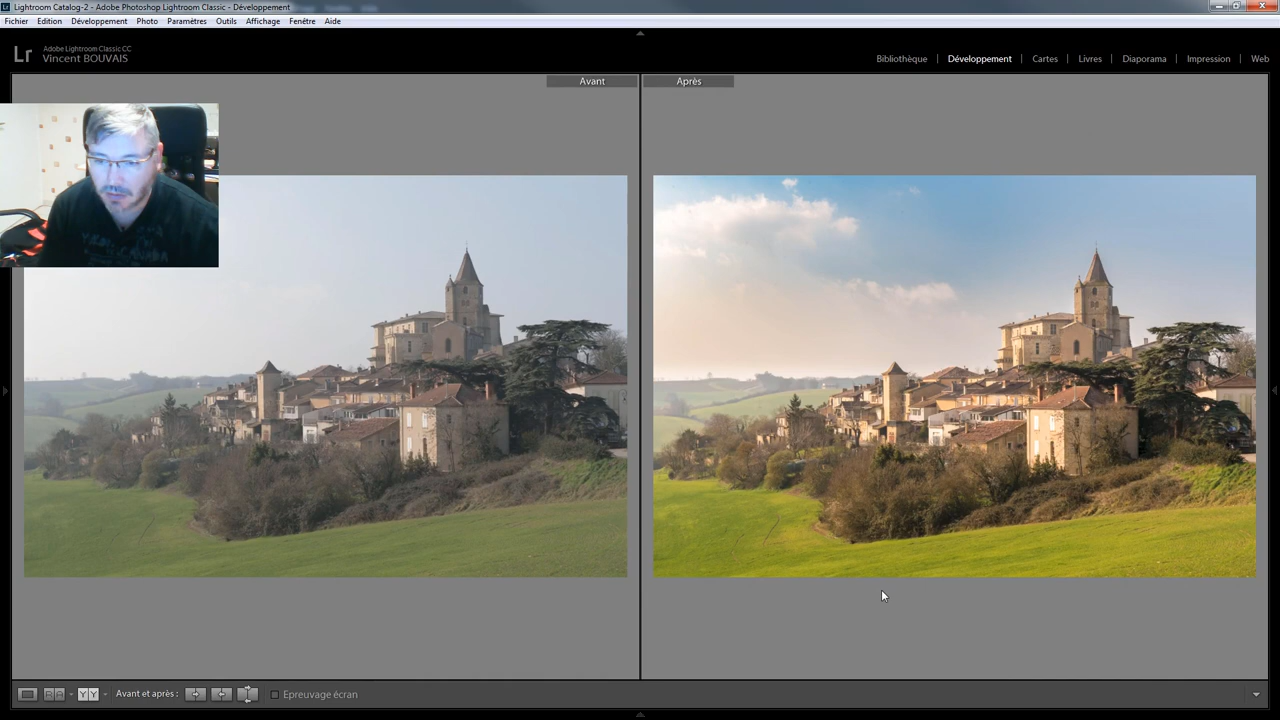 Lr Lightroom Catalog-2 - Adobe Photoshop Lightroom Classic - Développement
Fichier Edition Développement Photo Paramètres Outils Affichage Fenêtre Aide
Lr
Adobe Lightroom Classic CC
Vincent BOUVAIS
Bibliothèque | Développement | Cartes | Livres | Diaporama | Impression | Web
Avant
Après
R A
Y Y
Avant et après :
Epreuvage écran